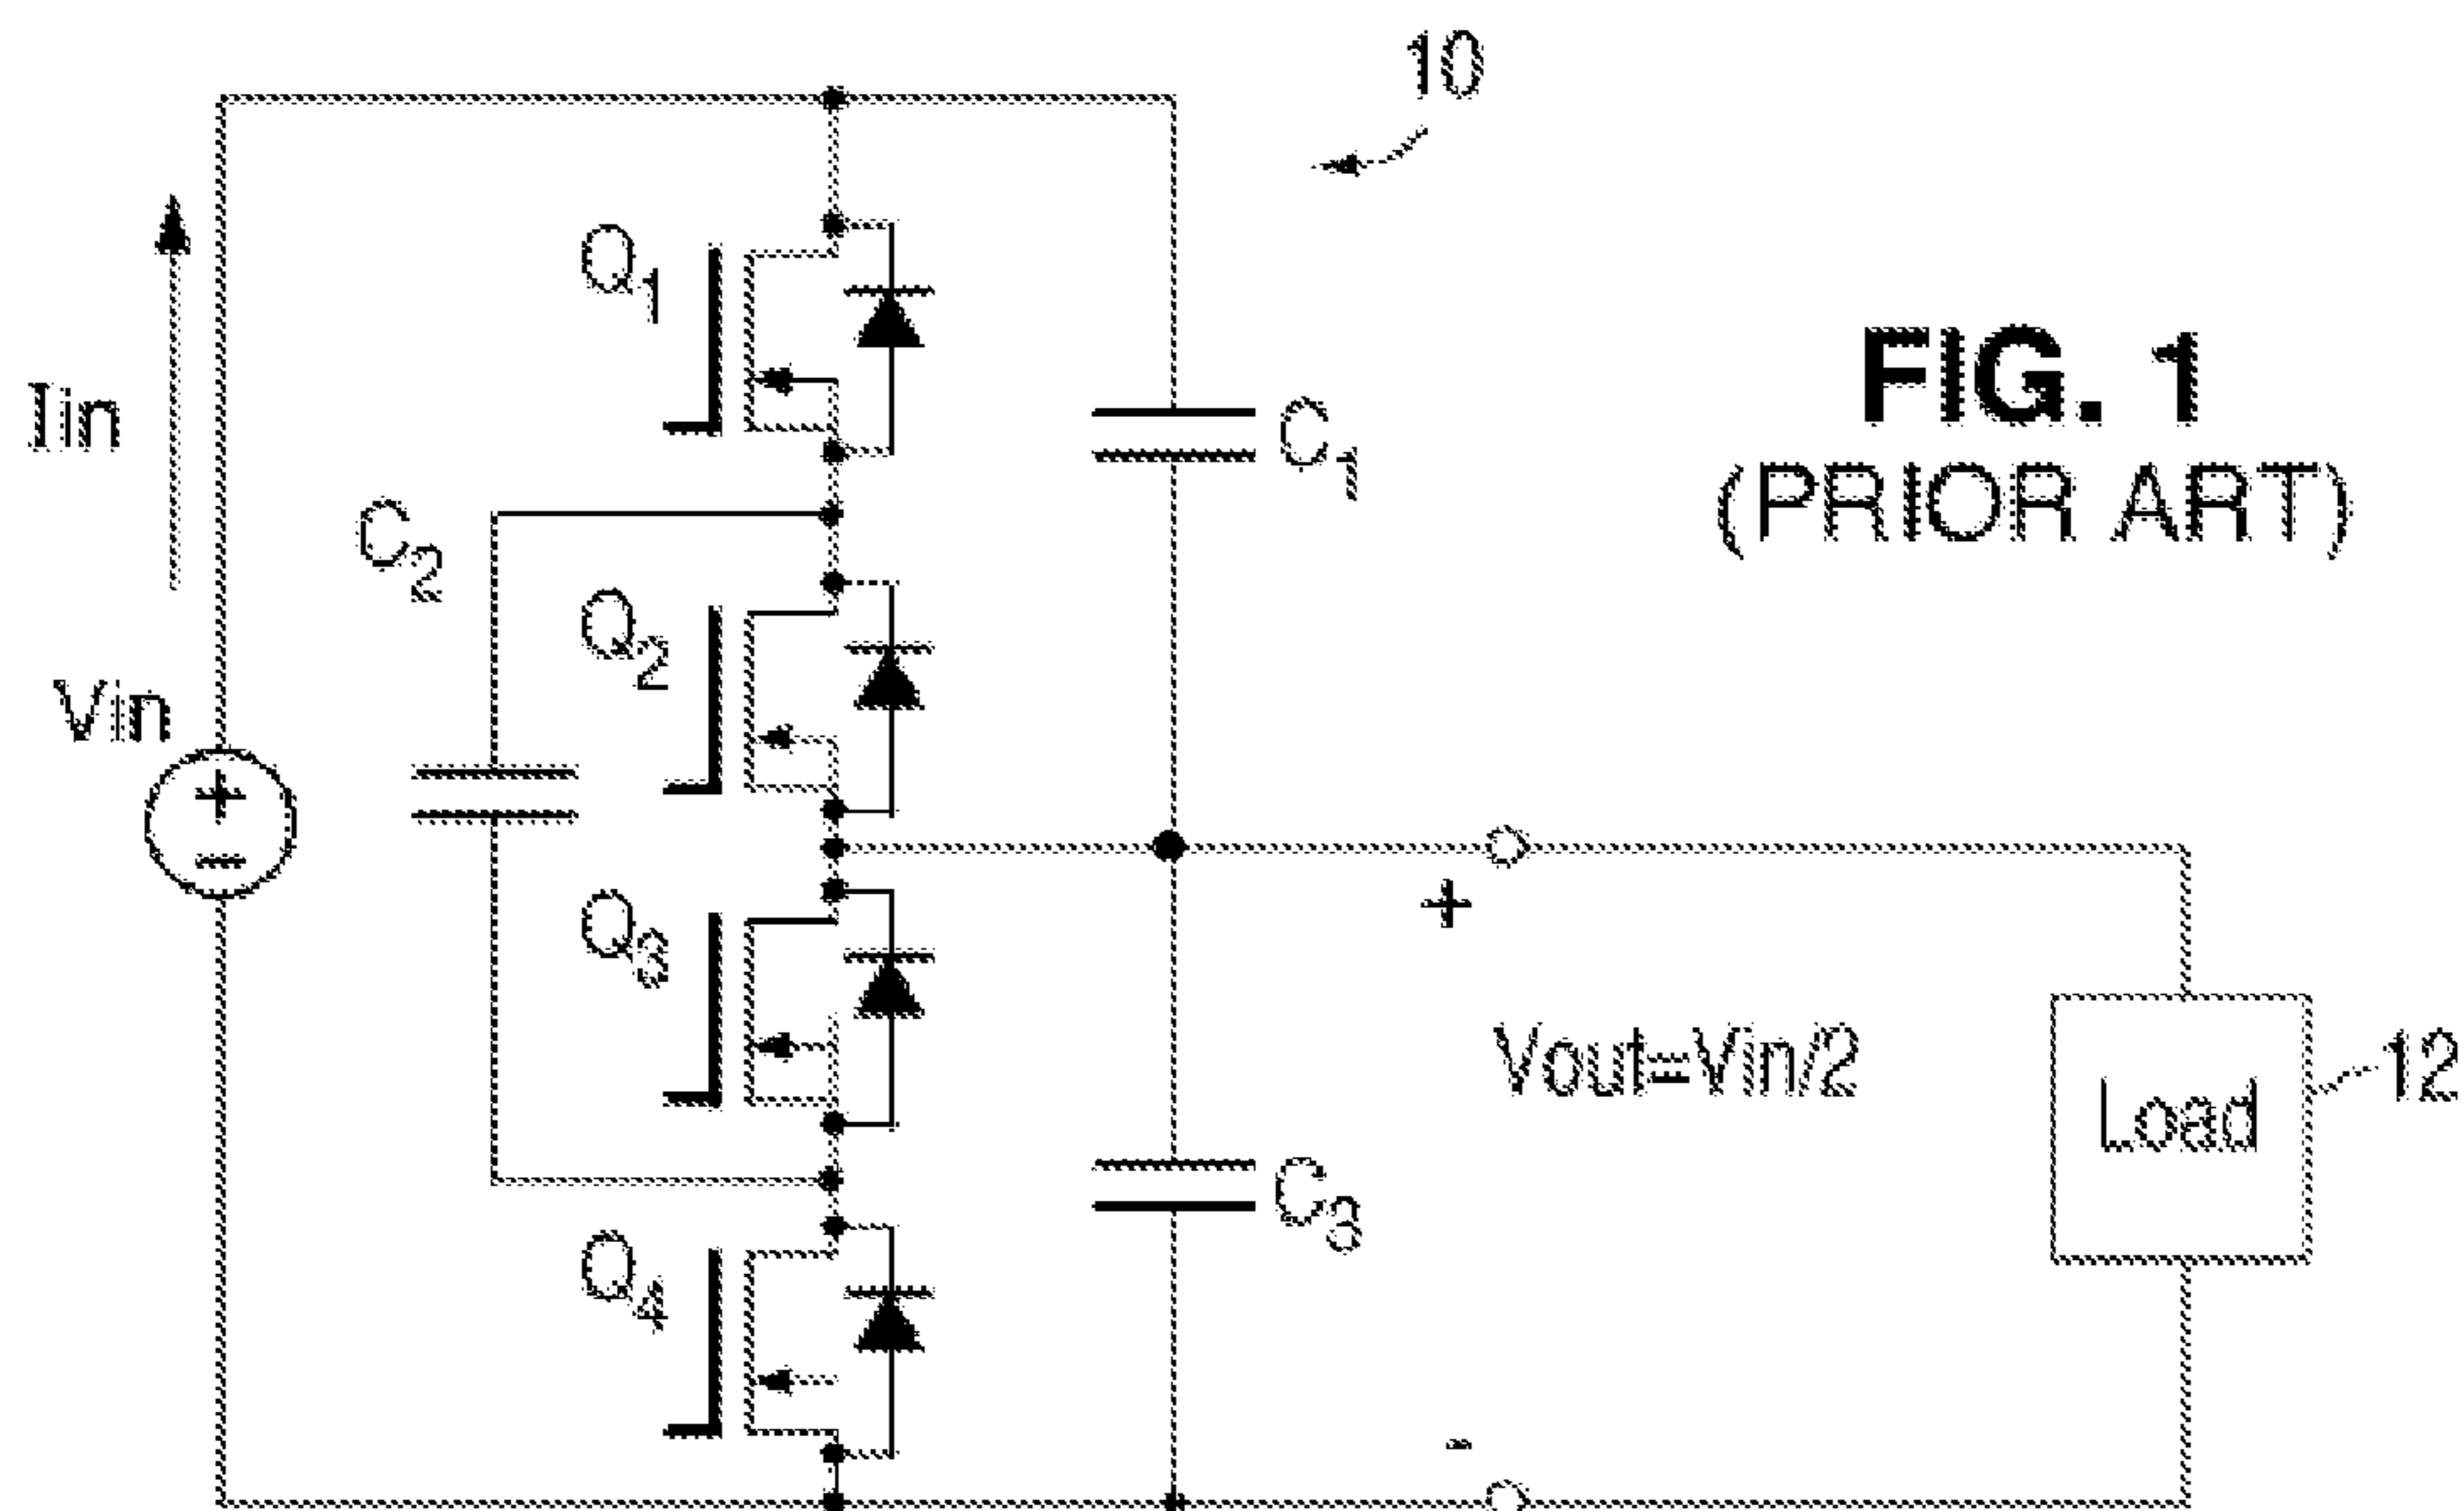 10
Q1
Iin
C1
FIG. 1
(PRIOR ART)
C2
Q2
Vin
+
−
Q3
+
Vout=Vin/2
Load
12
C3
Q4
-